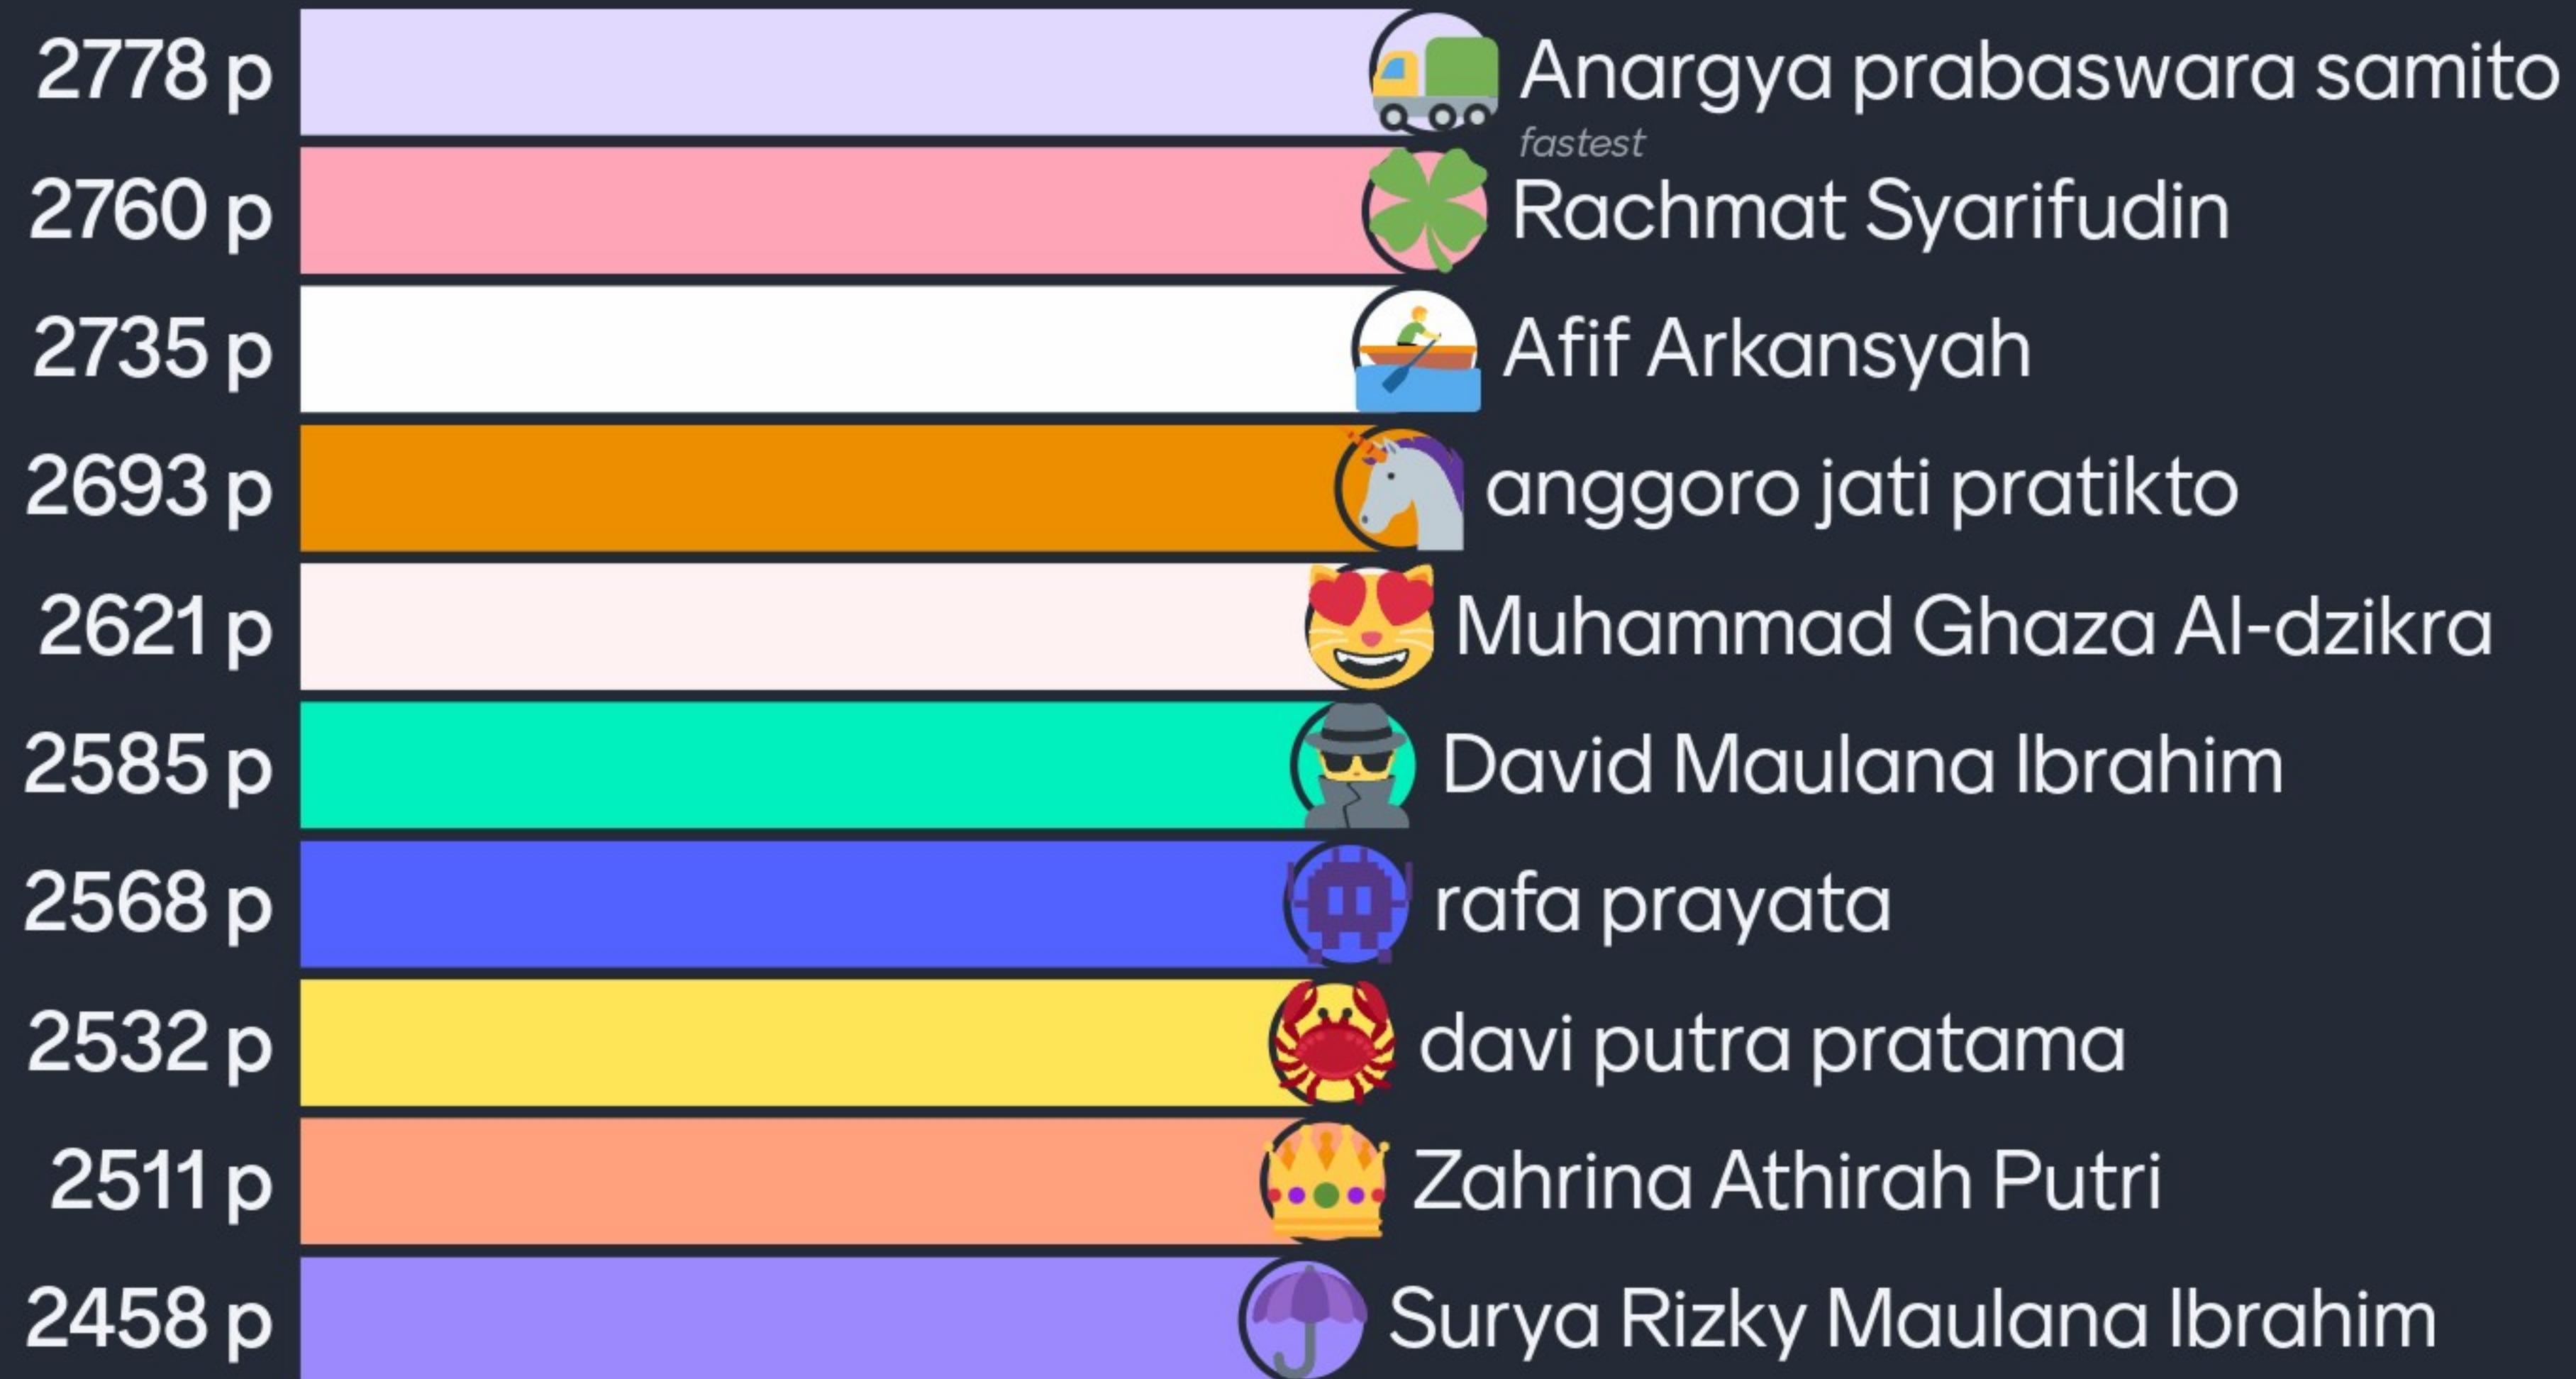 2778 p Anargya prabaswara samito
fastest
2760 p Rachmat Syarifudin
2735 p Afif Arkansyah
2693 p anggoro jati pratikto
2621 p Muhammad Ghaza Al-dzikra
2585 p David Maulana Ibrahim
2568 p rafa prayata
2532 p davi putra pratama
2511 p Zahrina Athirah Putri
2458 p Surya Rizky Maulana Ibrahim